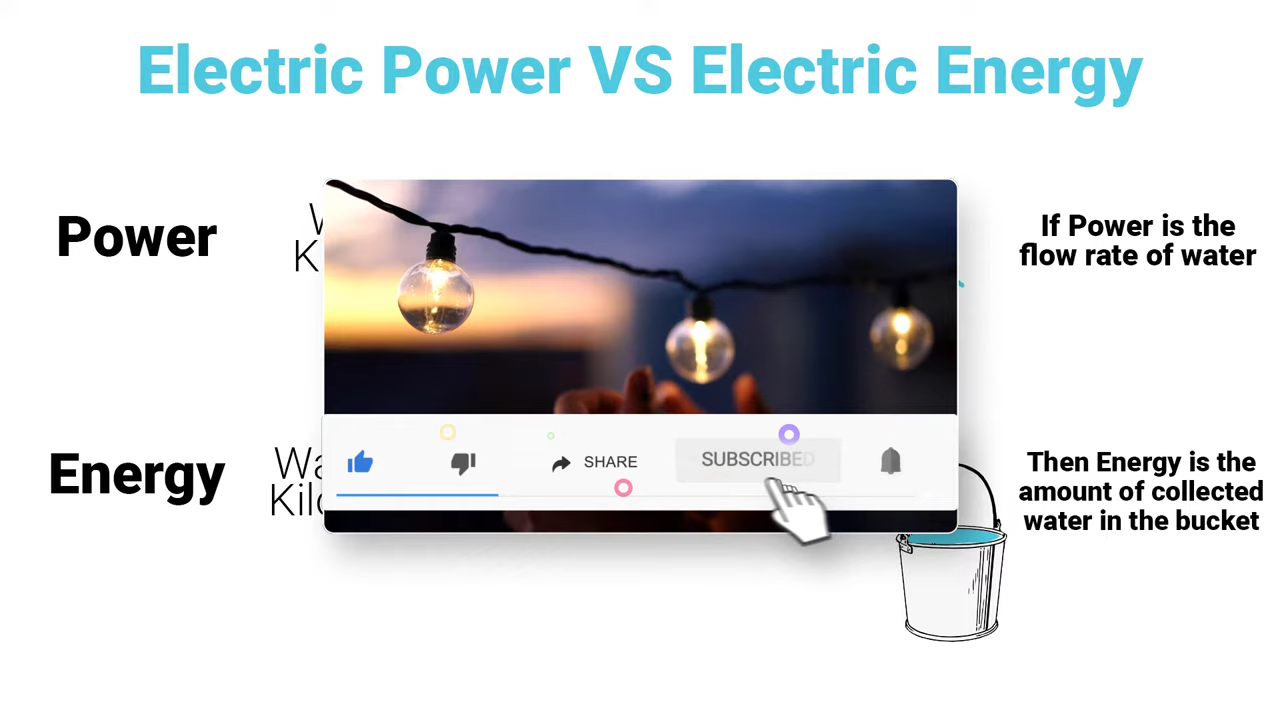 Electric Power VS Electric Energy
Power
If Power is the
flow rate of water
SHARE
SUBSCRIBED
Energy
Then Energy is the
amount of collected
water in the bucket